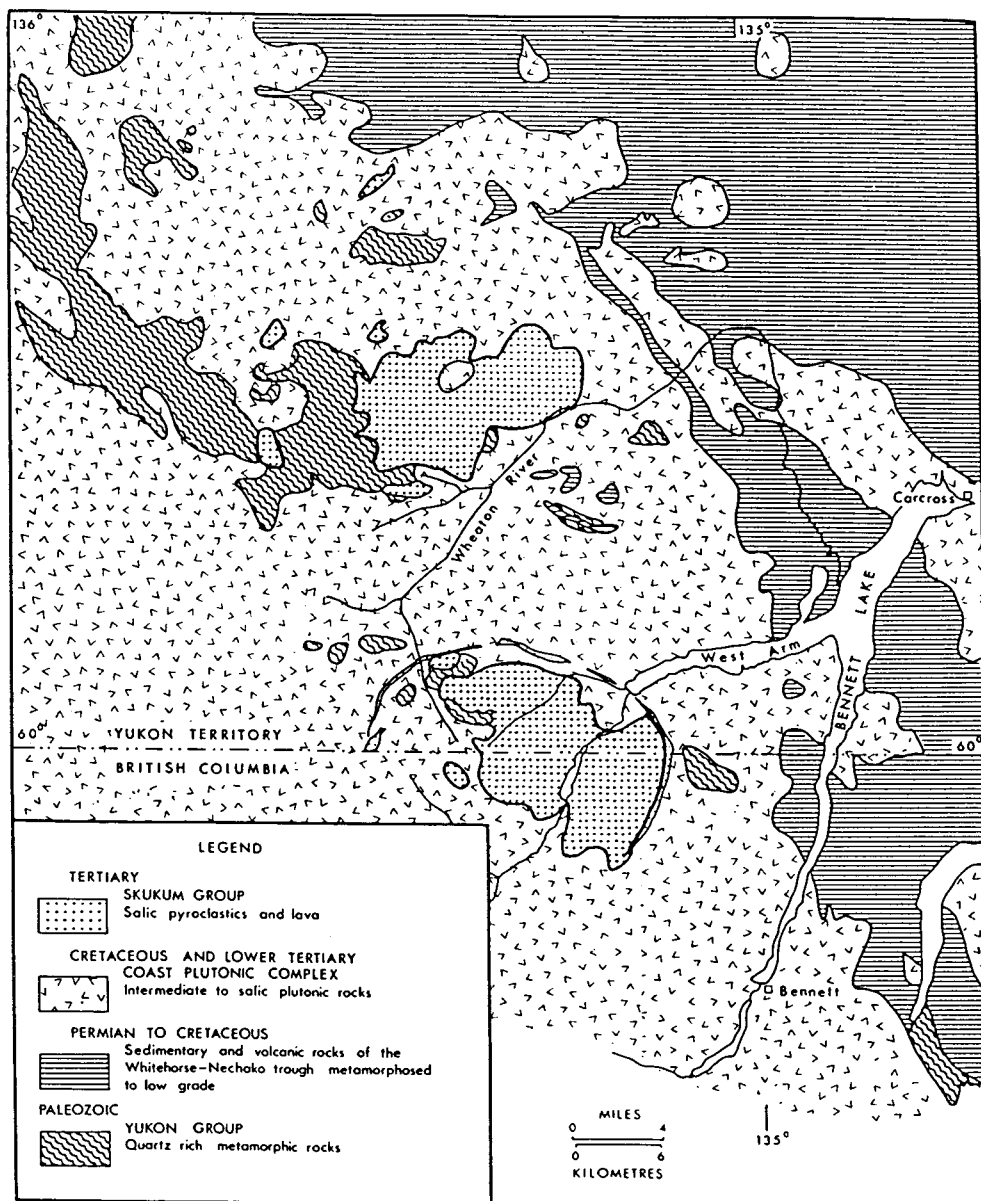 136°
135°
Wheaton River
Carcross
BENNETT LAKE
West Arm
60°
YUKON TERRITORY
60°
BRITISH COLUMBIA
LEGEND
TERTIARY
SKUKUM GROUP
Salic pyroclastics and lava
CRETACEOUS AND LOWER TERTIARY
COAST PLUTONIC COMPLEX
Intermediate to salic plutonic rocks
PERMIAN TO CRETACEOUS
Sedimentary and volcanic rocks of the
Whitehorse-Nechako trough metamorphosed
to low grade
PALEOZOIC
YUKON GROUP
Quartz rich metamorphic rocks
Bennett
MILES
0 4
0 6
KILOMETRES
135°